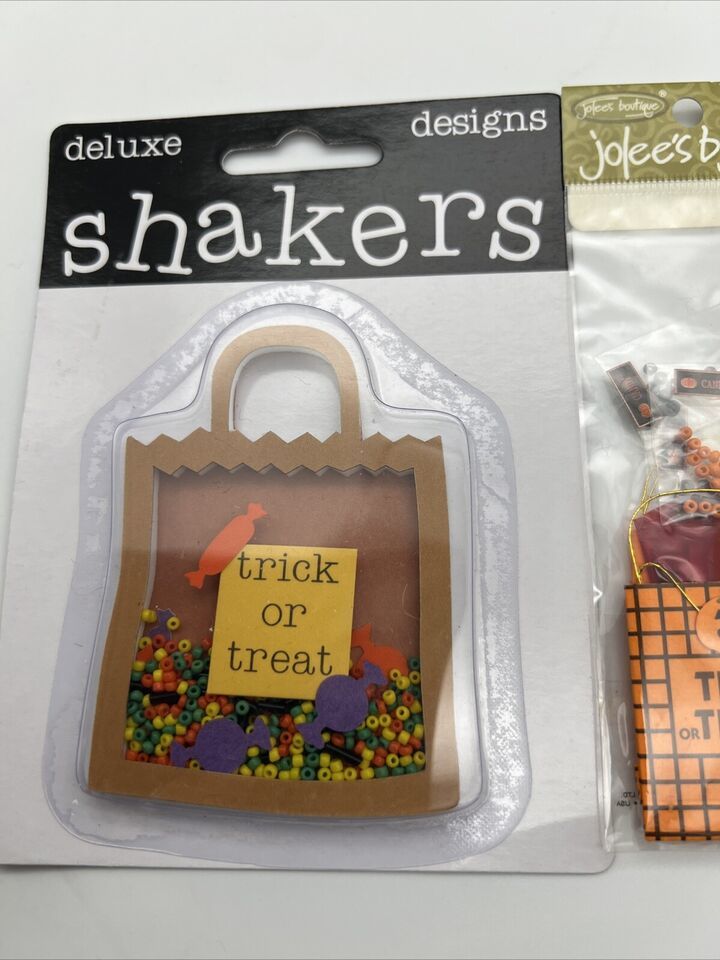 deluxe designs
shakers
trick
or
treat
jolee's boutique®
jolee's b